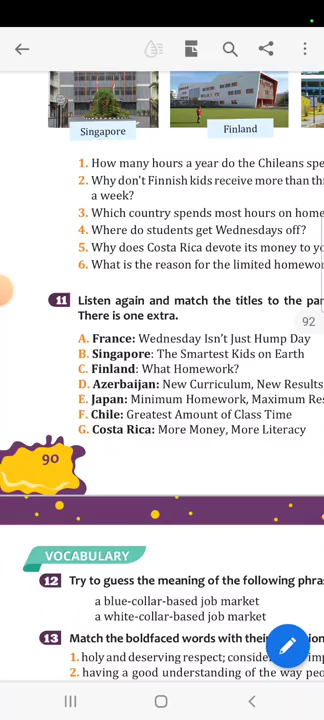 Singapore
Finland
1. How many hours a year do the Chileans spe
2. Why don't Finnish kids receive more than thr
a week?
3. Which country spends most hours on home
4. Where do students get Wednesdays off?
5. Why does Costa Rica devote its money to yo
6. What is the reason for the limited homewor
11 Listen again and match the titles to the par
There is one extra.
92
A. France: Wednesday Isn't Just Hump Day
B. Singapore: The Smartest Kids on Earth
C. Finland: What Homework?
D. Azerbaijan: New Curriculum, New Results
E. Japan: Minimum Homework, Maximum Res
F. Chile: Greatest Amount of Class Time
G. Costa Rica: More Money, More Literacy
90
VOCABULARY
12 Try to guess the meaning of the following phras
a blue-collar-based job market
a white-collar-based job market
13 Match the boldfaced words with their
1. holy and deserving respect;
2. having a good understanding of the way peo